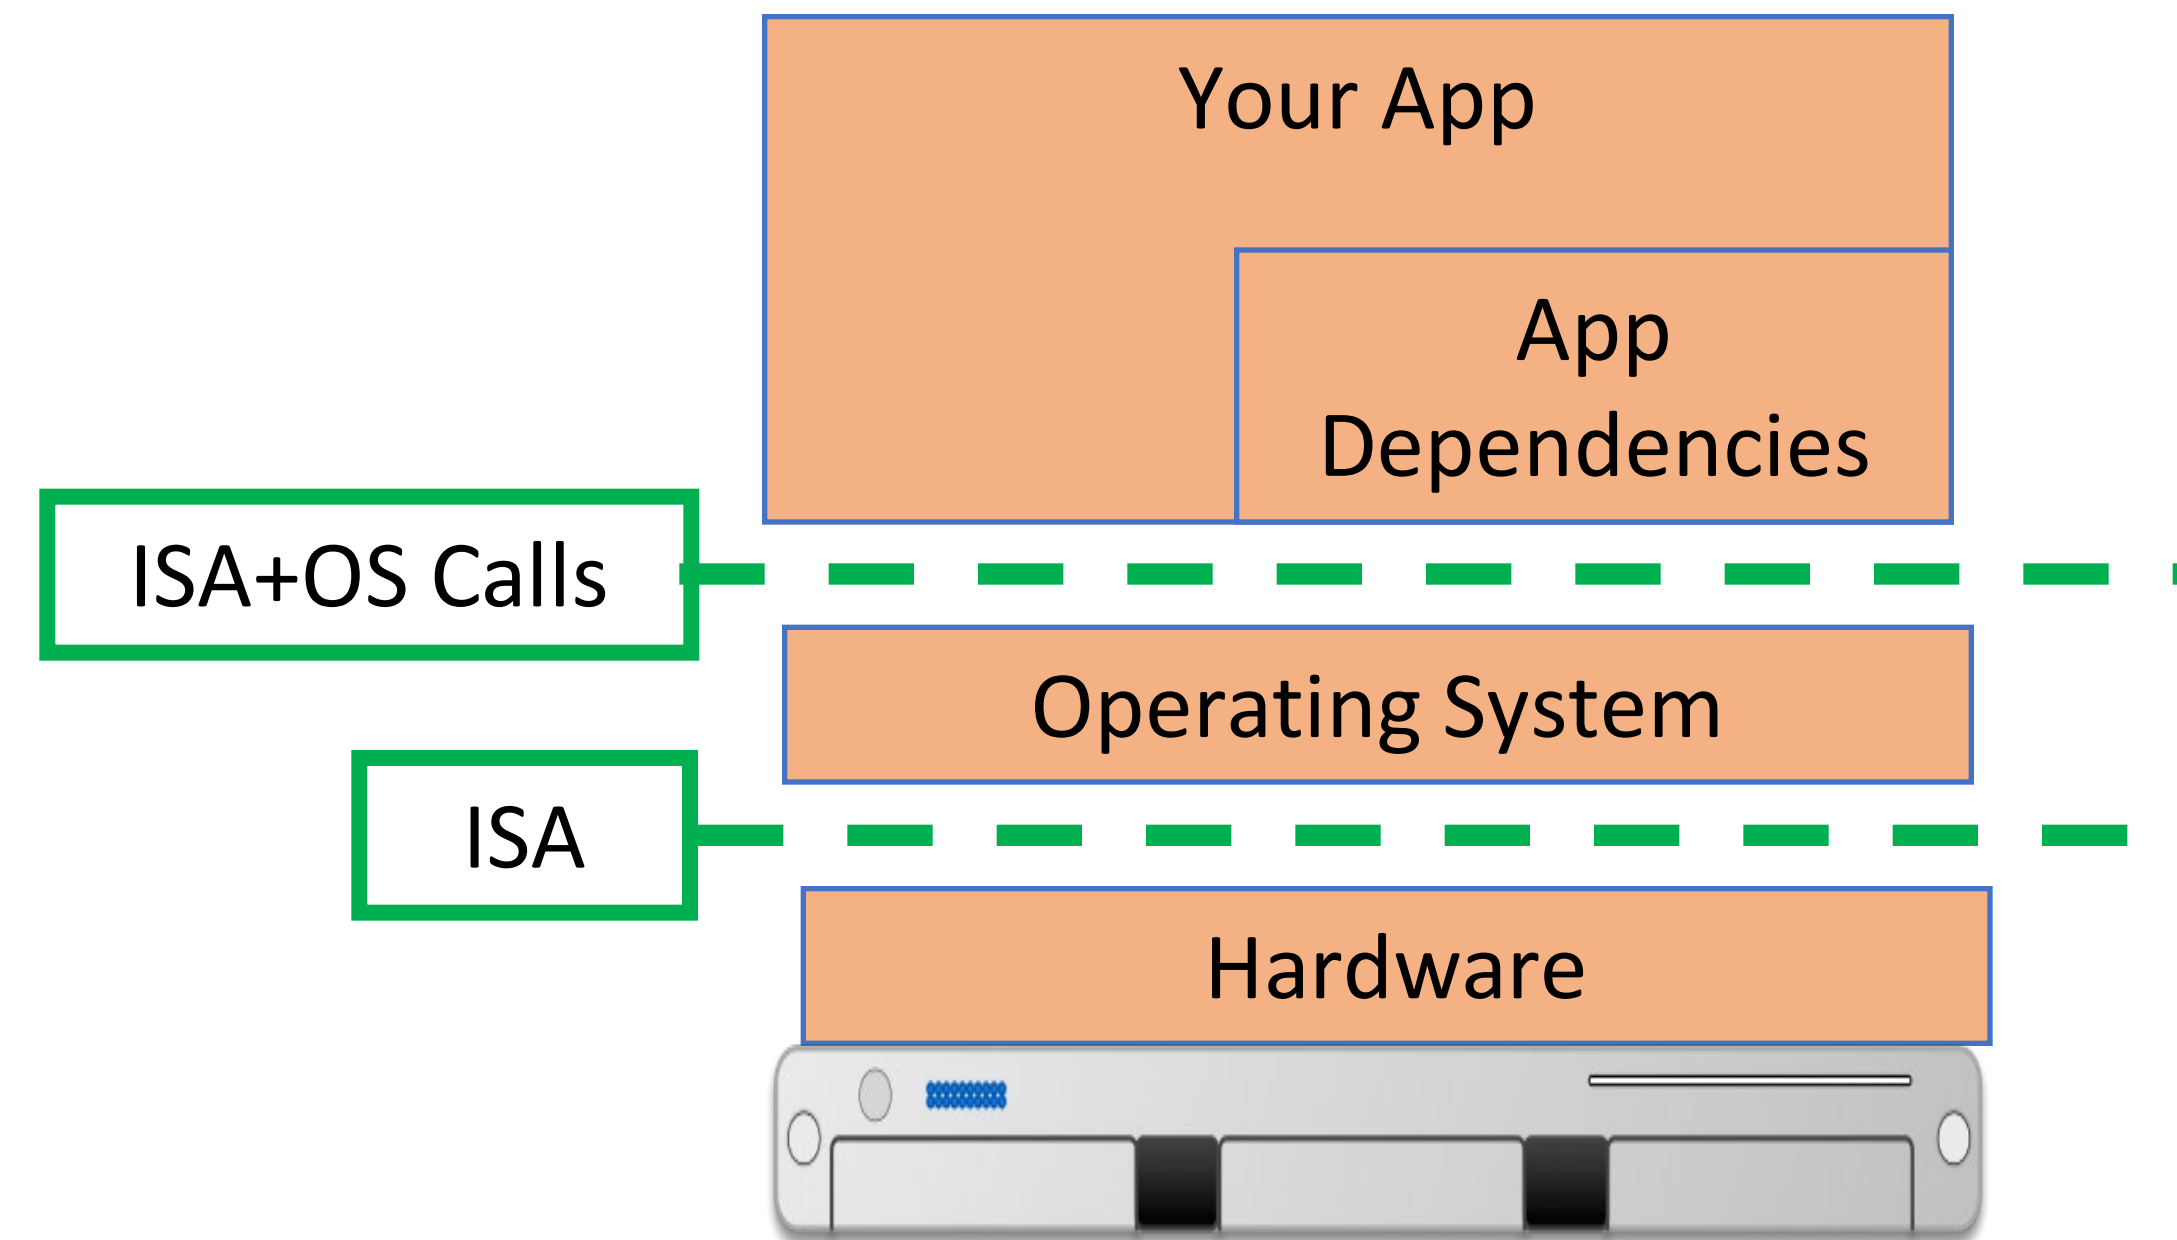 Your App
App
Dependencies
ISA+OS Calls
Operating System
ISA
Hardware